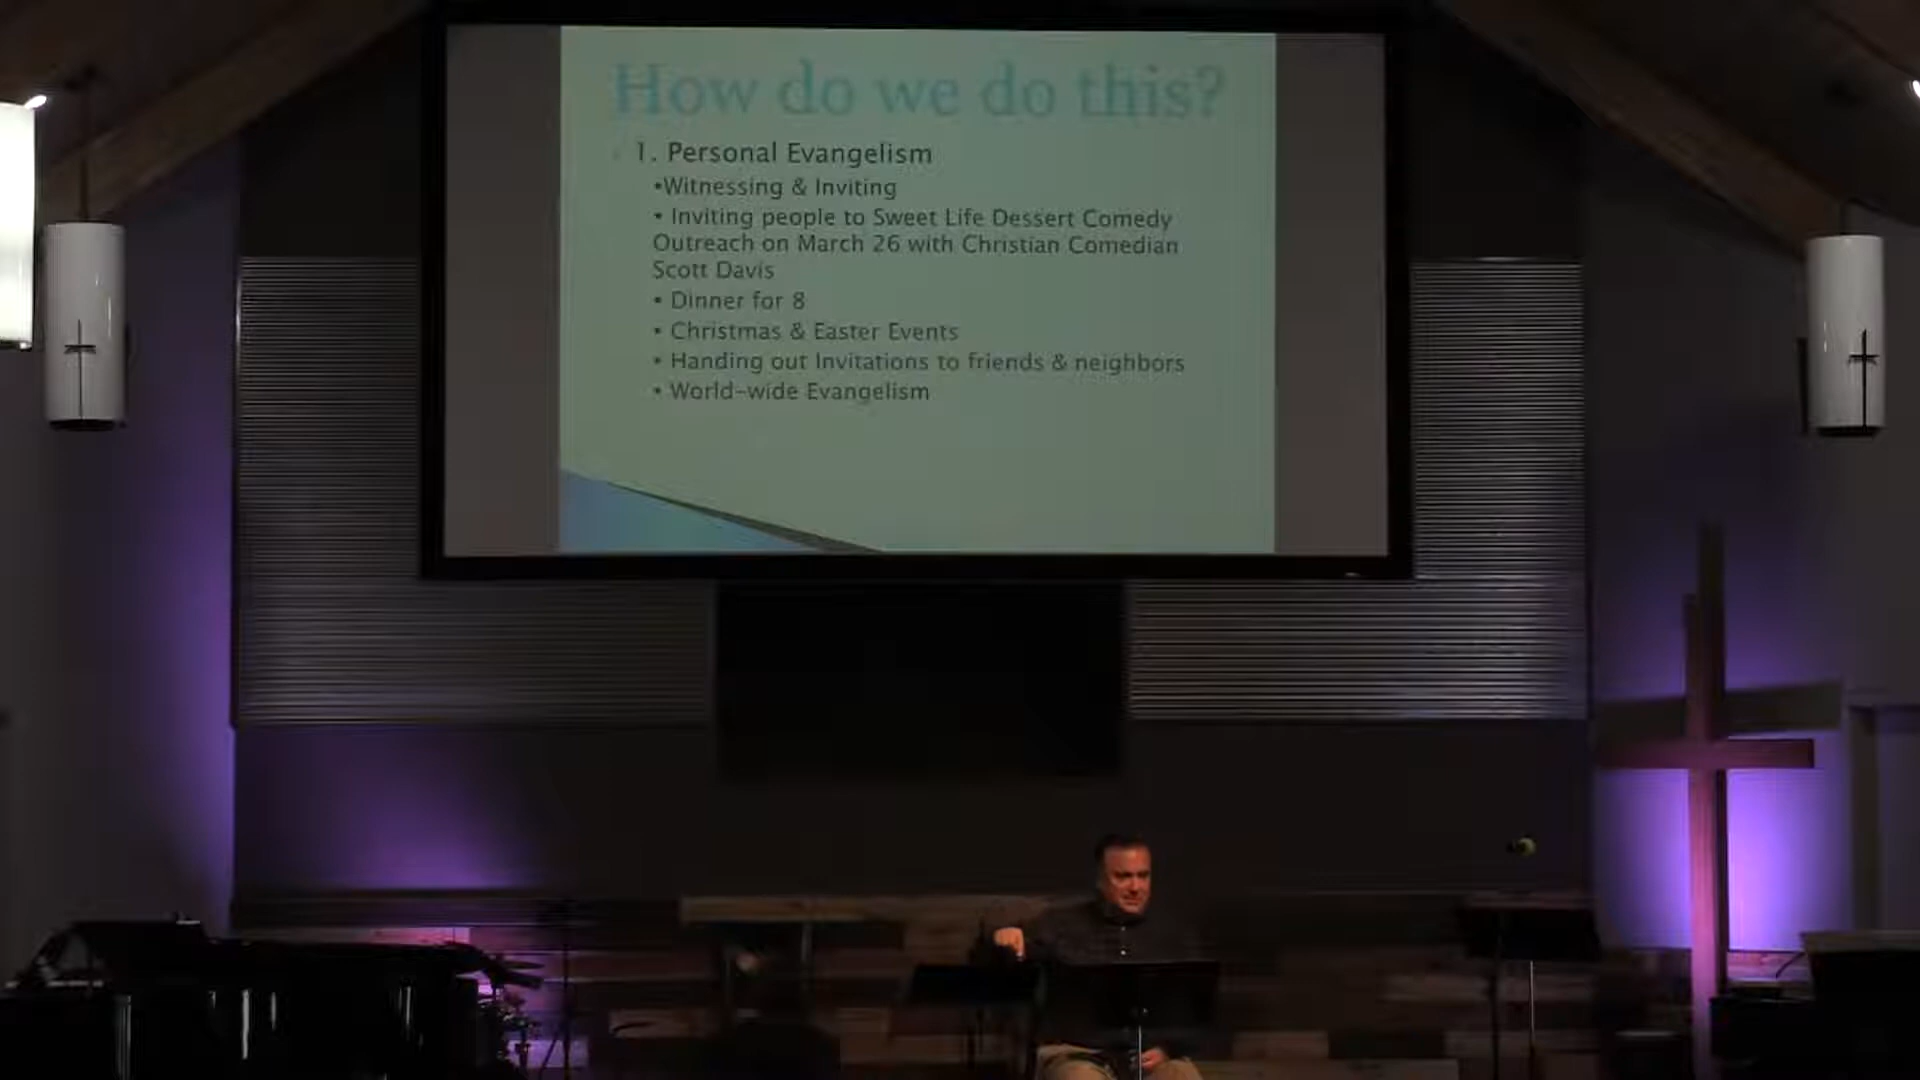 How do we do this?
1. Personal Evangelism
•Witnessing & Inviting
• Inviting people to Sweet Life Dessert Comedy
Outreach on March 26 with Christian Comedian
Scott Davis
• Dinner for 8
• Christmas & Easter Events
• Handing out Invitations to friends & neighbors
• World-wide Evangelism